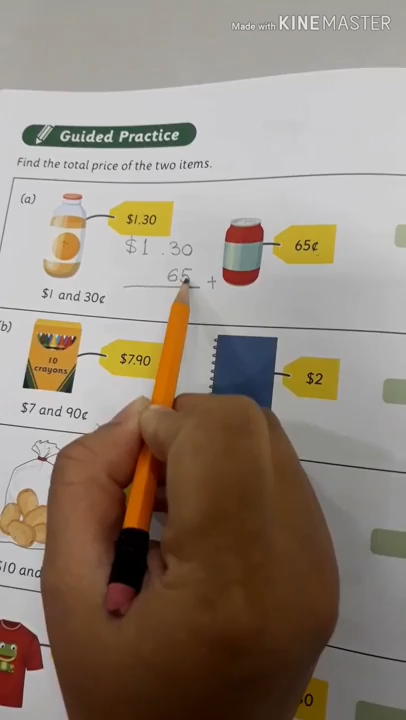 Made with KINEMASTER
Guided Practice
Find the total price of the two items.
(a)
$1.30
$1 .30
65
+
65¢
$1 and 30¢
(b)
10
crayons
$7.90
$2
$7 and 90¢
$10 and